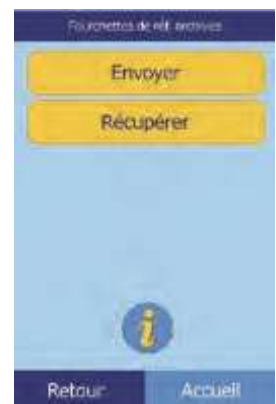 Fourchettes de réf. archivées
Envoyer
Récupérer
i
Retour
Accueil